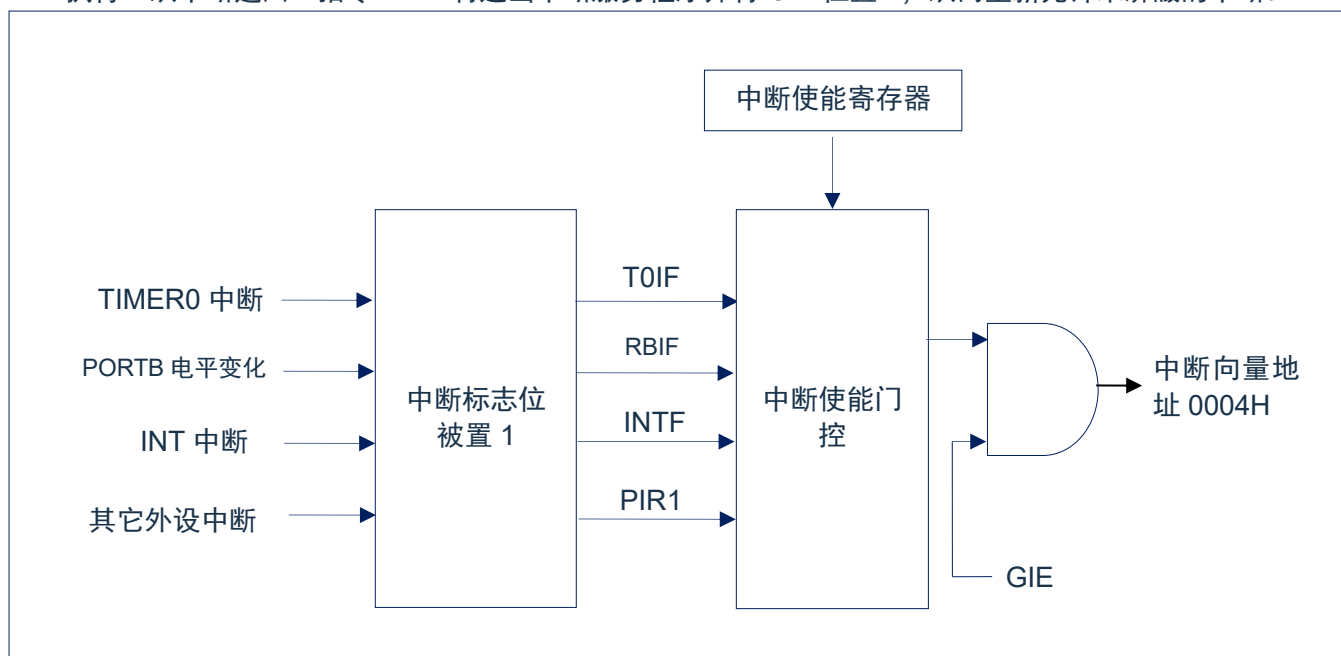 中断使能寄存器
TIMER0 中断
PORTB 电平变化
INT 中断
其它外设中断
中断标志位
被置 1
T0IF
RBIF
INTF
PIR1
中断使能门
控
GIE
中断向量地
址 0004H